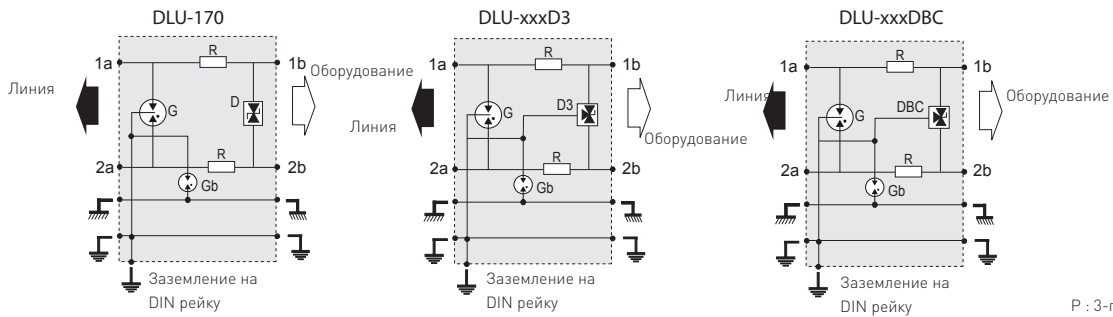 DLU-170
DLU-xxxD3
DLU-xxxDBC
1a
R
1b
Линия
Оборудование
G
D
2a
R
2b
Gb
Заземление на
DIN рейку
1a
R
1b
Линия
Оборудование
G
D3
2a
R
2b
Gb
Заземление на
DIN рейку
1a
R
1b
Линия
Оборудование
G
DBC
2a
R
2b
Gb
Заземление на
DIN рейку
P : 3-